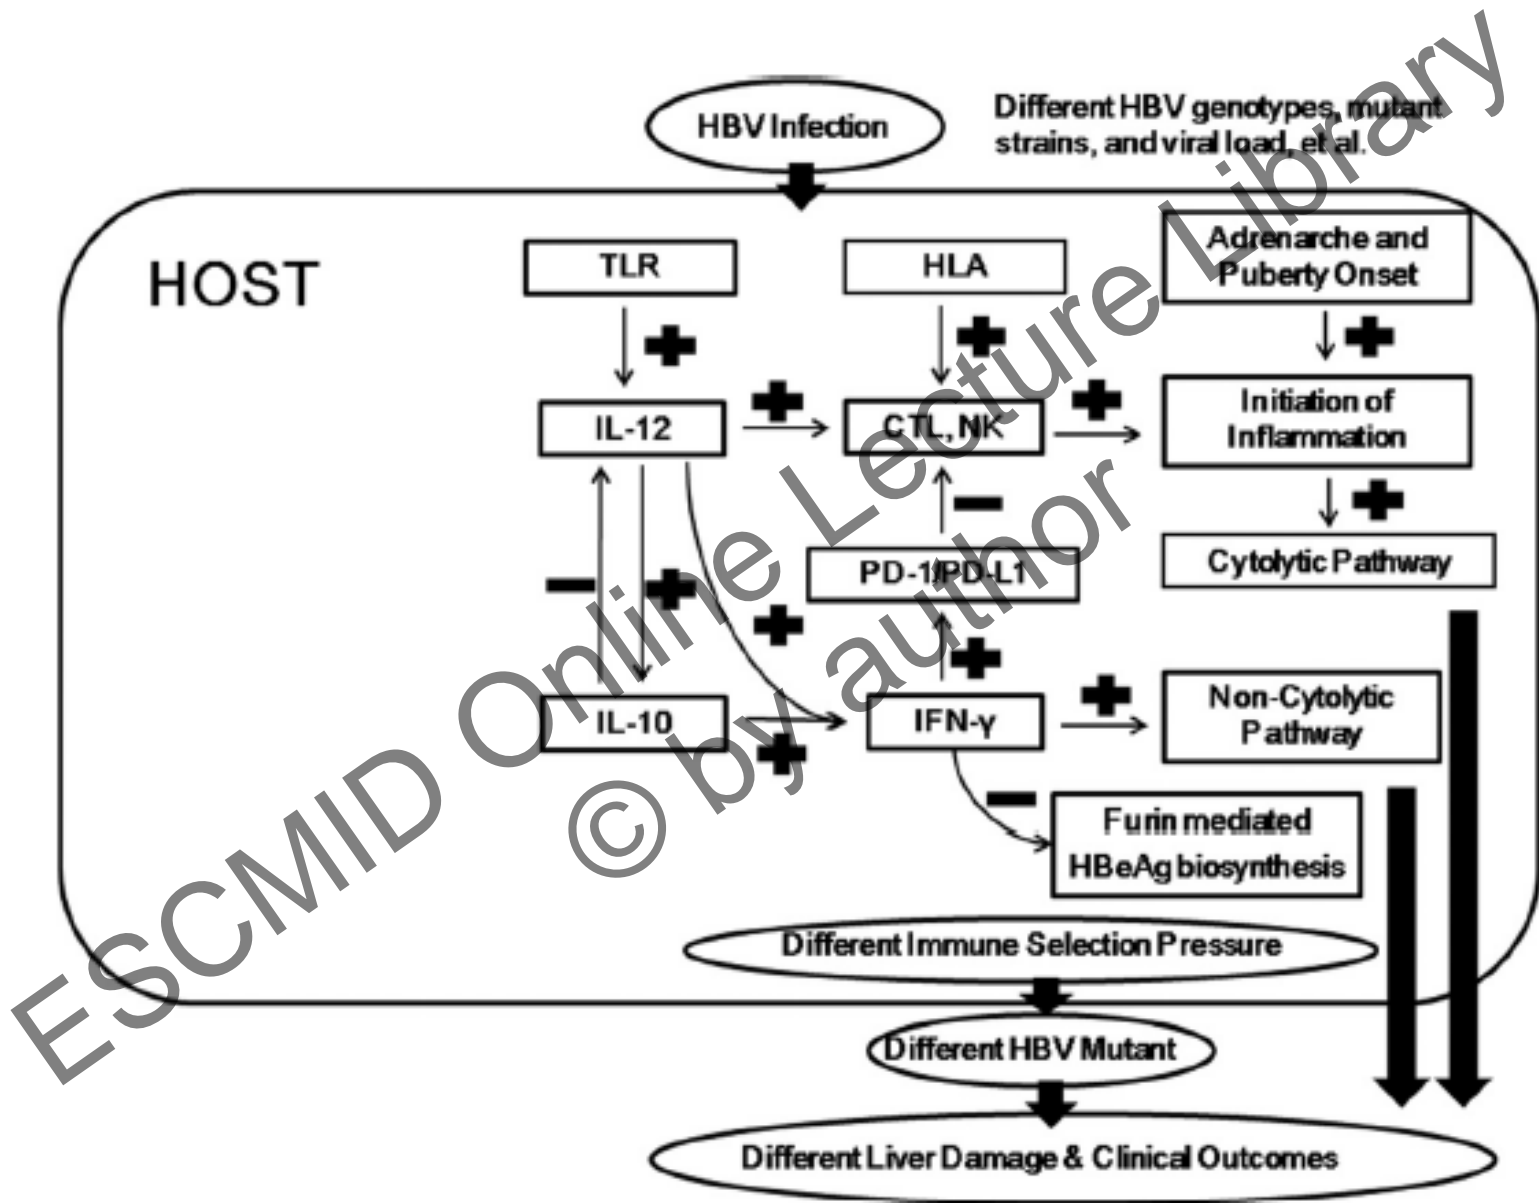 HBV Infection
Different HBV genotypes, mutant
strains, and viral load, et al.
HOST
TLR
HLA
Adrenarche and
Puberty Onset
IL-12
CTL, NK
Initiation of
Inflammation
PD-1/PD-L1
Cytolytic Pathway
IL-10
IFN-γ
Non-Cytolytic
Pathway
Furin mediated
HBeAg biosynthesis
Different Immune Selection Pressure
Different HBV Mutant
Different Liver Damage & Clinical Outcomes
ESCMID Online Lecture Library
© by author